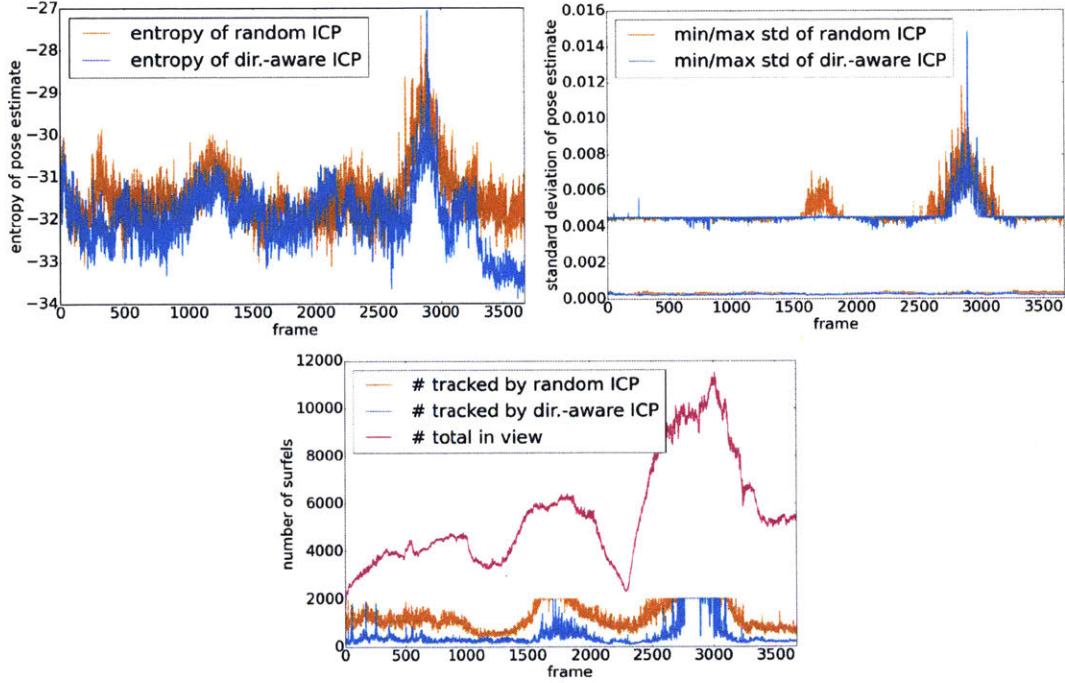 -27
-28
-29
-30
-31
-32
-33
-34
entropy of pose estimate
entropy of random ICP
entropy of dir.-aware ICP
0 500 1000 1500 2000 2500 3000 3500
frame
0.016
0.014
0.012
0.010
0.008
0.006
0.004
0.002
0.000
standard deviation of pose estimate
min/max std of random ICP
min/max std of dir.-aware ICP
0 500 1000 1500 2000 2500 3000 3500
frame
12000
10000
8000
6000
4000
2000
0
number of surfels
# tracked by random ICP
# tracked by dir.-aware ICP
# total in view
0 500 1000 1500 2000 2500 3000 3500
frame